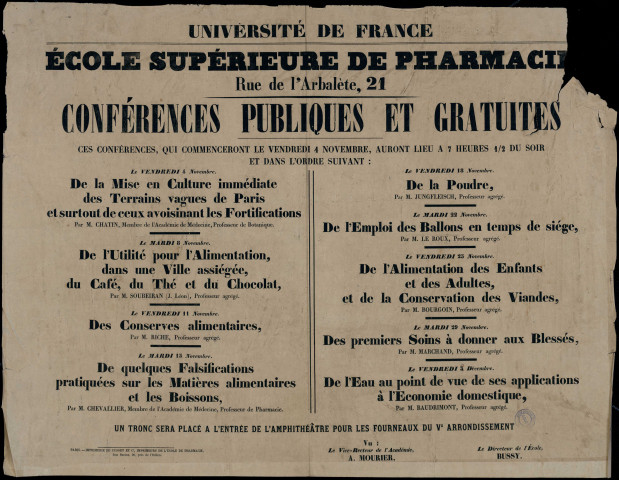 UNIVERSITÉ DE FRANCE
ÉCOLE SUPÉRIEURE DE PHARMACIE
Rue de l'Arbalète, 21
CONFÉRENCES PUBLIQUES ET GRATUITES
CES CONFÉRENCES, QUI COMMENCERONT LE VENDREDI 4 NOVEMBRE, AURONT LIEU A 7 HEURES 1/2 DU SOIR
ET DANS L'ORDRE SUIVANT :
Le VENDREDI 4 Novembre.
De la Mise en Culture immédiate
des Terrains vagues de Paris
et surtout de ceux avoisinant les Fortifications
Par M. CHATIN, Membre de l'Académie de Médecine, Professeur de Botanique.
Le MARDI 8 Novembre.
De l'Utilité pour l'Alimentation,
dans une Ville assiégée,
du Café, du Thé et du Chocolat,
Par M. SOUBEIRAN (J. Léon), Professeur agrégé.
Le VENDREDI 11 Novembre.
Des Conserves alimentaires,
Par M. RICHE, Professeur agrégé.
Le MARDI 15 Novembre.
De quelques Falsifications
pratiquées sur les Matières alimentaires
et les Boissons,
Par M. CHEVALLIER, Membre de l'Académie de Médecine, Professeur de Pharmacie.
Le VENDREDI 18 Novembre.
De la Poudre,
Par M. JUNGFLEISCH, Professeur agrégé.
Le MARDI 22 Novembre.
De l'Emploi des Ballons en temps de siége,
Par M. LE ROUX, Professeur agrégé.
Le VENDREDI 25 Novembre.
De l'Alimentation des Enfants
et des Adultes,
et de la Conservation des Viandes,
Par M. BOURGOIN, Professeur agrégé.
Le MARDI 29 Novembre.
Des premiers Soins à donner aux Blessés,
Par M. MARCHAND, Professeur agrégé.
Le VENDREDI 2 Décembre.
De l'Eau au point de vue de ses applications
à l'Economie domestique,
Par M. BAUDRIMONT, Professeur agrégé.
UN TRONC SERA PLACÉ A L'ENTRÉE DE L'AMPHITHÉÂTRE POUR LES FOURNEAUX DU Ve ARRONDISSEMENT
Vu :
Le Vice-Recteur de l'Académie,
A. MOURIER.
Le Directeur de l'École,
BUSSY.